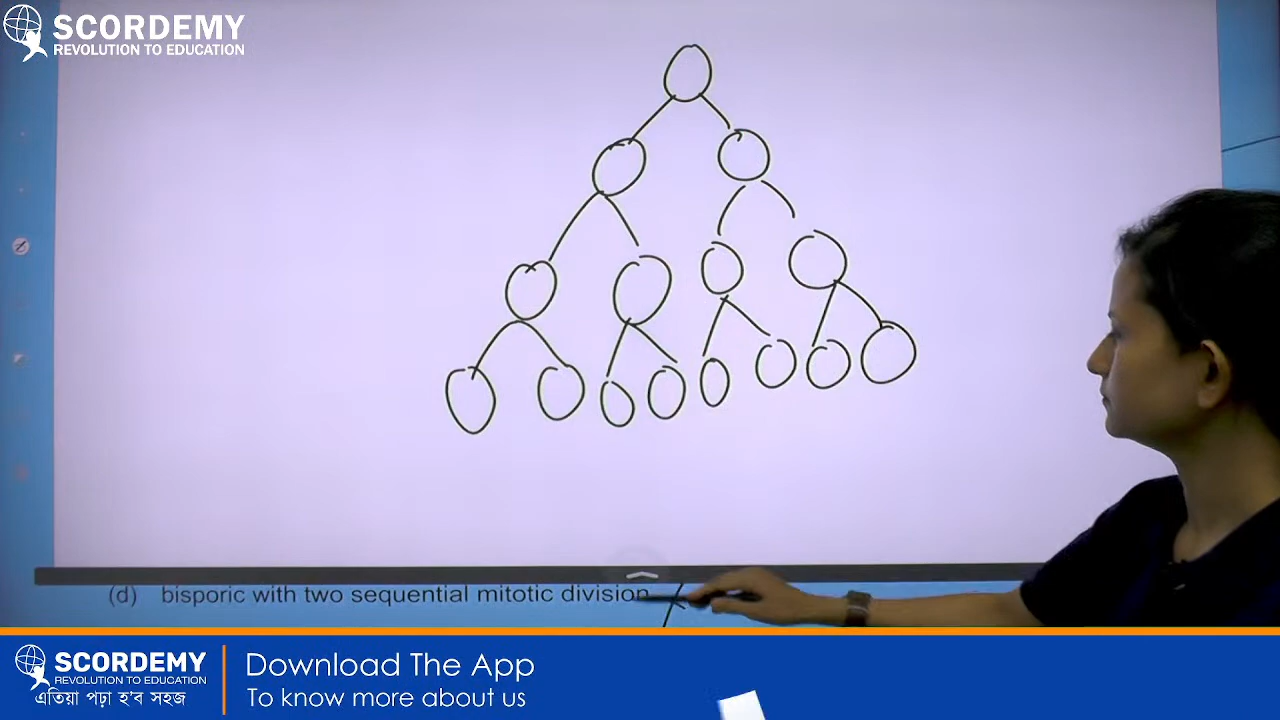 SCORDEMY
REVOLUTION TO EDUCATION
(d) bisporic with two sequential mitotic division
SCORDEMY
REVOLUTION TO EDUCATION
এতিয়া পঢ়া হ'ব সহজ
Download The App
To know more about us